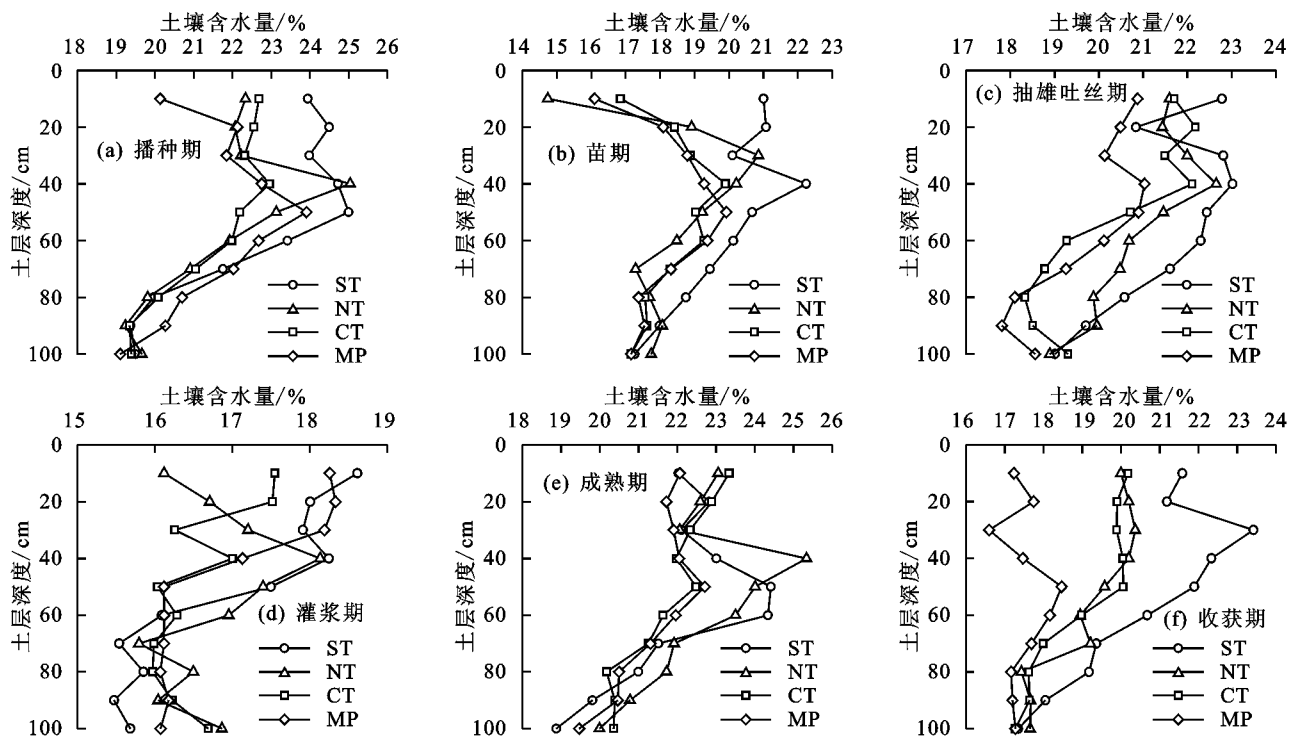 土壤含水量/%
18 19 20 21 22 23 24 25 26
0
20
40
60
80
100
土层深度/cm
(a) 播种期
ST
NT
CT
MP
土壤含水量/%
14 15 16 17 18 19 20 21 22 23
0
20
40
60
80
100
土层深度/cm
(b) 苗期
ST
NT
CT
MP
土壤含水量/%
17 18 19 20 21 22 23 24
0
20
40
60
80
100
土层深度/cm
(c) 抽雄吐丝期
ST
NT
CT
MP
土壤含水量/%
15 16 17 18 19
0
20
40
60
80
100
土层深度/cm
(d) 灌浆期
ST
NT
CT
MP
土壤含水量/%
18 19 20 21 22 23 24 25 26
0
20
40
60
80
100
土层深度/cm
(e) 成熟期
ST
NT
CT
MP
土壤含水量/%
16 17 18 19 20 21 22 23 24
0
20
40
60
80
100
土层深度/cm
(f) 收获期
ST
NT
CT
MP